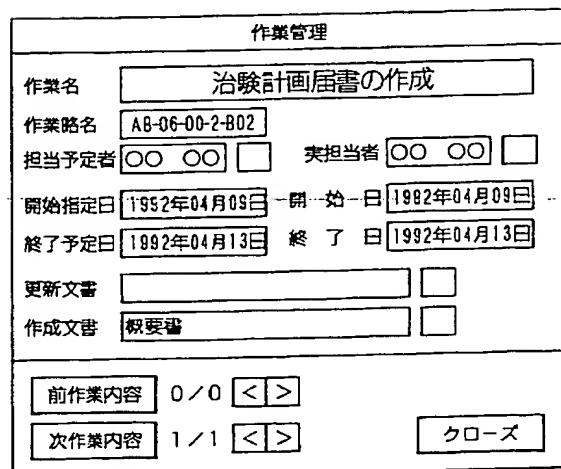 作業管理
作業名 治験計画届書の作成
作業略名 AB-06-00-2-B02
担当予定者 ○○ ○○ 実担当者 ○○ ○○
開始指定日 1992年04月09日 開始日 1992年04月09日
終了予定日 1992年04月13日 終了日 1992年04月13日
更新文書
作成文書 概要書
前作業内容 0/0 < >
次作業内容 1/1 < >
クローズ